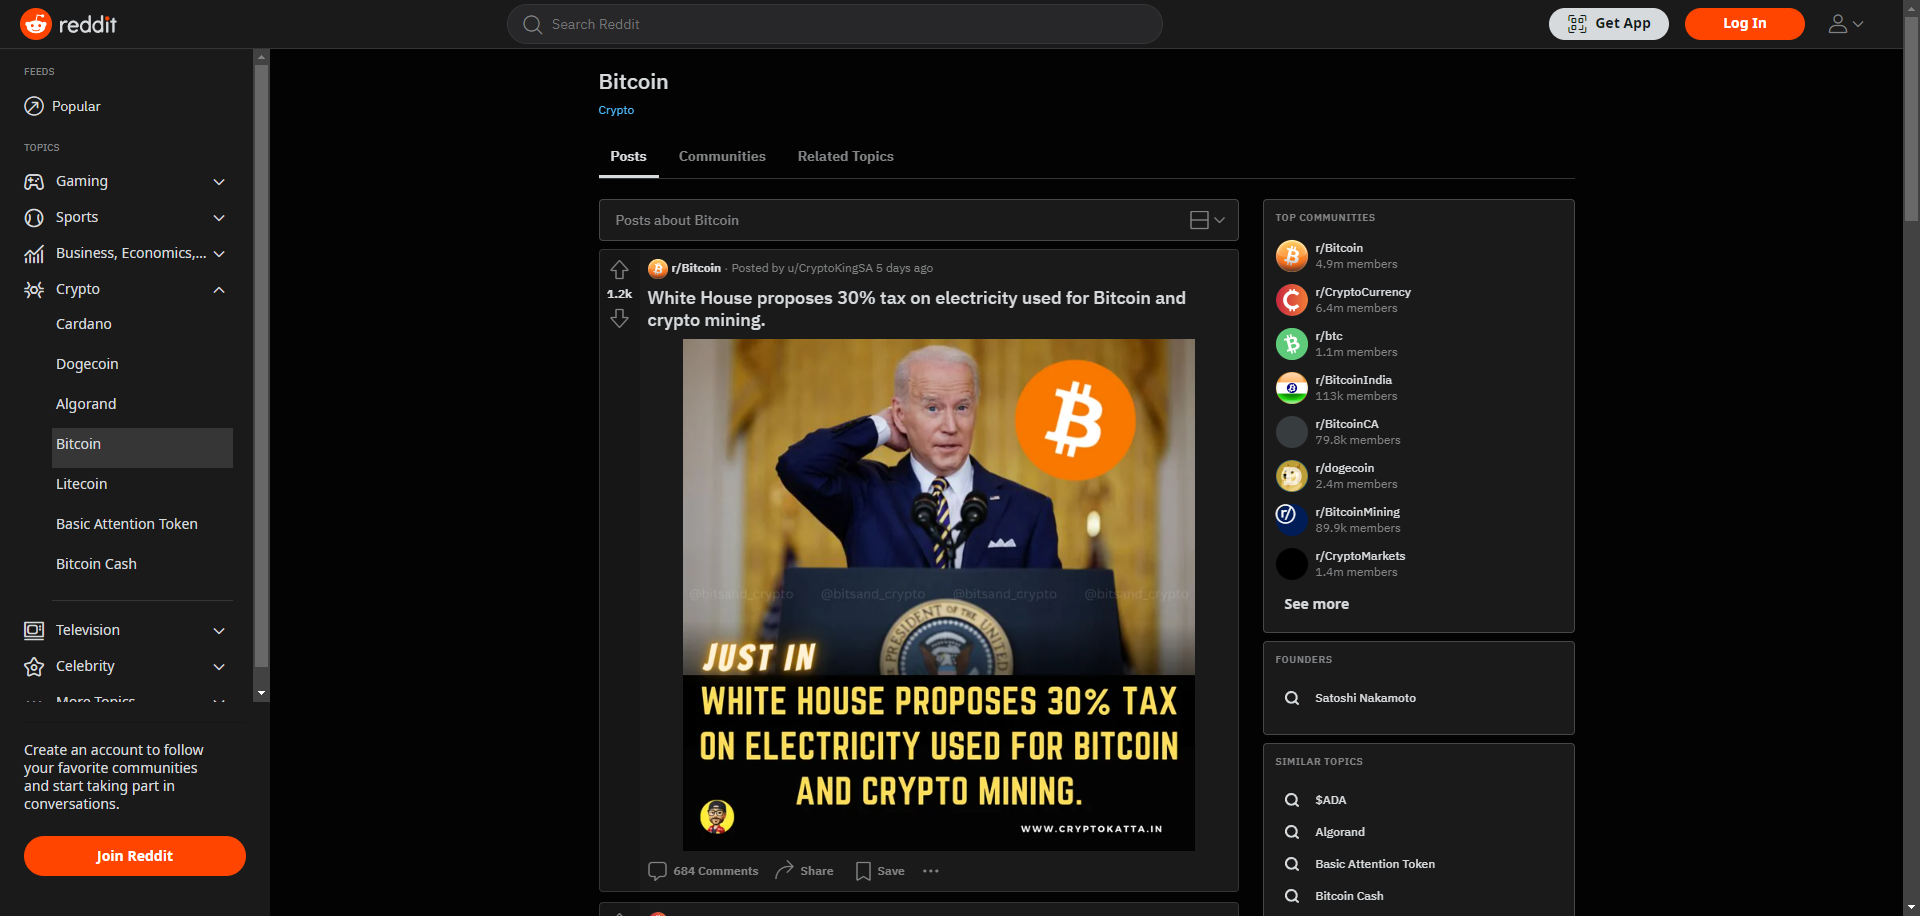 reddit
Search Reddit
Get App
Log In
FEEDS
Popular
TOPICS
Gaming
Sports
Business, Economics,...
Crypto
Cardano
Dogecoin
Algorand
Bitcoin
Litecoin
Basic Attention Token
Bitcoin Cash
Television
Celebrity
More Topics
Create an account to follow
your favorite communities
and start taking part in
conversations.
Join Reddit
Bitcoin
Crypto
Posts
Communities
Related Topics
Posts about Bitcoin
r/Bitcoin · Posted by u/CryptoKingSA 5 days ago
1.2k
White House proposes 30% tax on electricity used for Bitcoin and
crypto mining.
@bitsand_crypto @bitsand_crypto @bitsand_crypto @bitsand_crypto
PRESIDENT OF THE UNITED
JUST IN
WHITE HOUSE PROPOSES 30% TAX
ON ELECTRICITY USED FOR BITCOIN
AND CRYPTO MINING.
WWW.CRYPTOKATTA.IN
684 Comments
Share
Save
TOP COMMUNITIES
r/Bitcoin
4.9m members
r/CryptoCurrency
6.4m members
r/btc
1.1m members
r/BitcoinIndia
113k members
r/BitcoinCA
79.8k members
r/dogecoin
2.4m members
r/BitcoinMining
89.9k members
r/CryptoMarkets
1.4m members
See more
FOUNDERS
Satoshi Nakamoto
SIMILAR TOPICS
$ADA
Algorand
Basic Attention Token
Bitcoin Cash